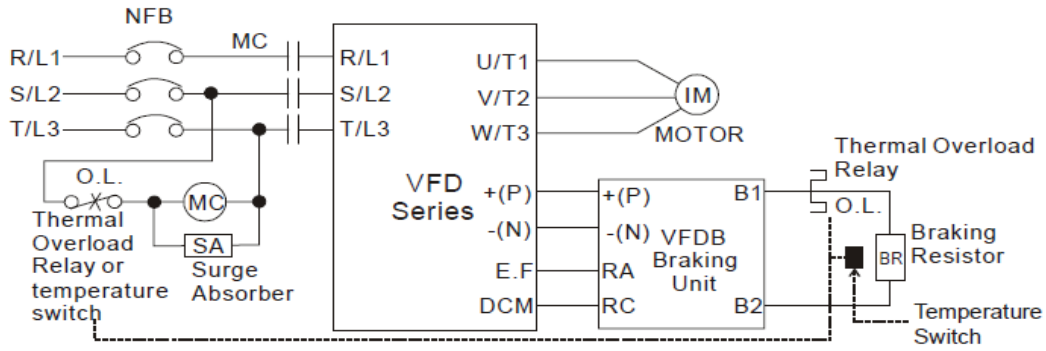 NFB
MC
R/L1
R/L1
U/T1
S/L2
S/L2
V/T2
IM
T/L3
T/L3
W/T3
MOTOR
O.L.
MC
SA
Thermal
Overload
Relay or
temperature
switch
Surge
Absorber
VFD
Series
+(P)
-(N)
E.F
DCM
+(P)
-(N)
RA
RC
VFDB
Braking
Unit
B1
B2
Thermal Overload
Relay
O.L.
BR
Braking
Resistor
Temperature
Switch